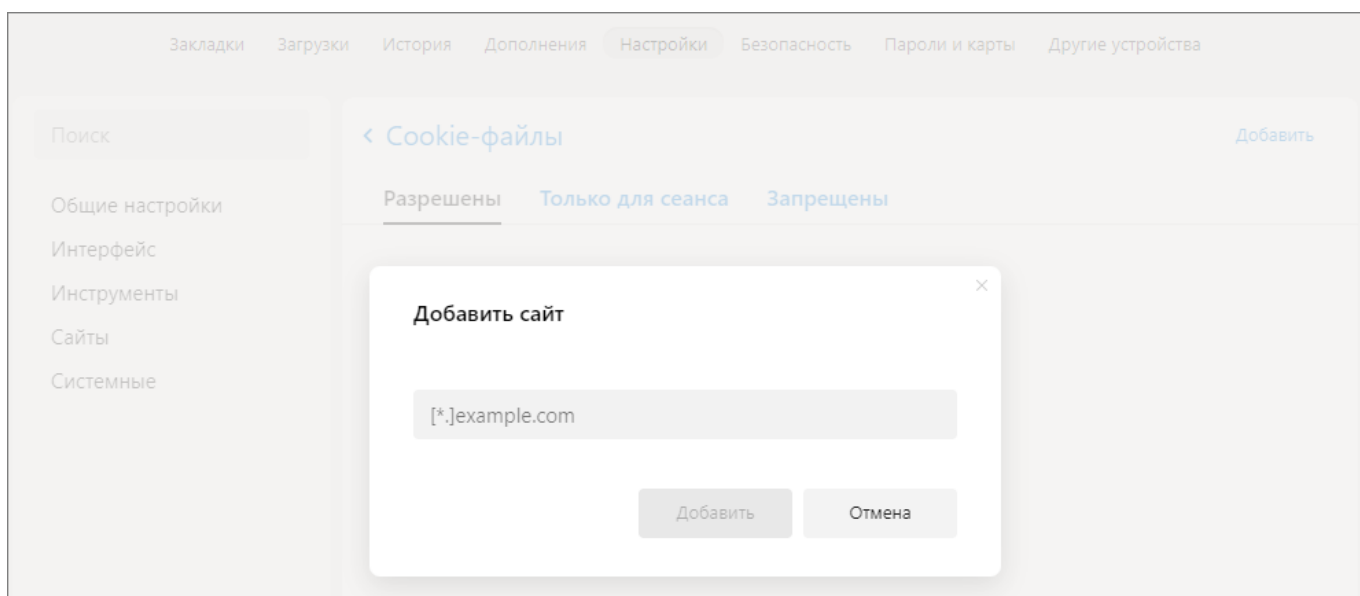 Закладки Загрузки История Дополнения Настройки Безопасность Пароли и карты Другие устройства
Поиск
Cookie-файлы
Добавить
Разрешены Только для сеанса Запрещены
Общие настройки
Интерфейс
Инструменты
Сайты
Системные
Добавить сайт
[*.]example.com
Добавить Отмена